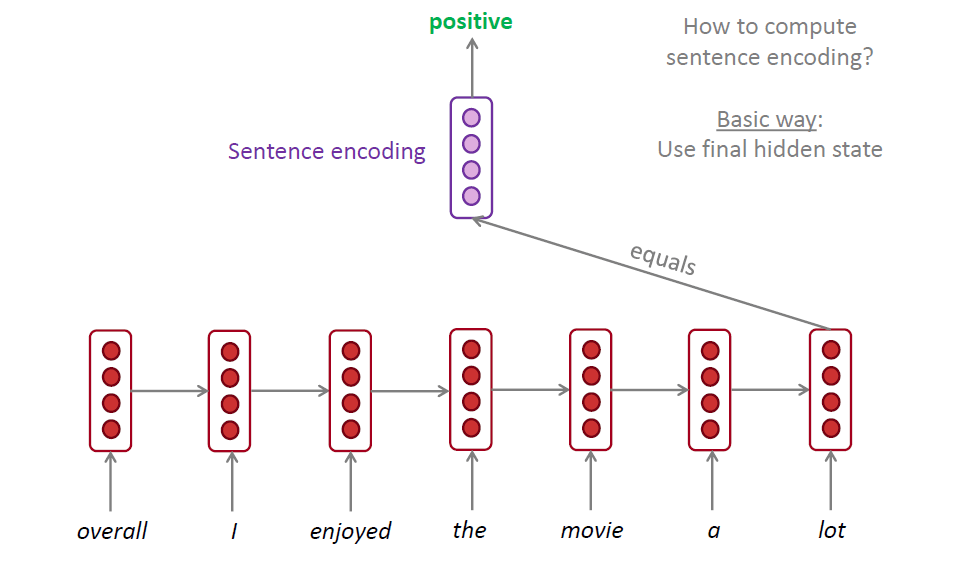 positive
How to compute
sentence encoding?
Basic way:
Use final hidden state
Sentence encoding
equals
overall I enjoyed the movie a lot